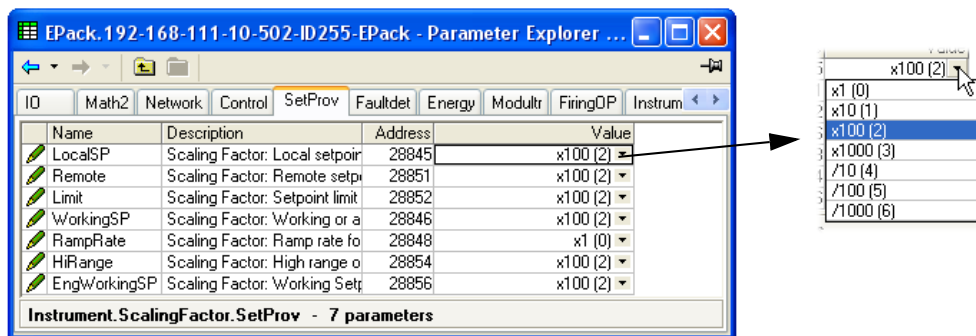 EPack.192-168-111-10-502-ID255-EPack - Parameter Explorer ...
IO Math2 Network Control SetProv Faultdet Energy Modultr FiringOP Instrum
Name Description Address Value
LocalSP Scaling Factor: Local setpoin 28845 x100 (2)
Remote Scaling Factor: Remote setp 28851 x100 (2)
Limit Scaling Factor: Setpoint limit 28852 x100 (2)
WorkingSP Scaling Factor: Working or a 28846 x100 (2)
RampRate Scaling Factor: Ramp rate fo 28848 x1 (0)
HiRange Scaling Factor: High range o 28854 x100 (2)
EngWorkingSP Scaling Factor: Working Setp 28856 x100 (2)
Instrument.ScalingFactor.SetProv - 7 parameters
x100 (2)
x1 (0)
x10 (1)
x100 (2)
x1000 (3)
/10 (4)
/100 (5)
/1000 (6)